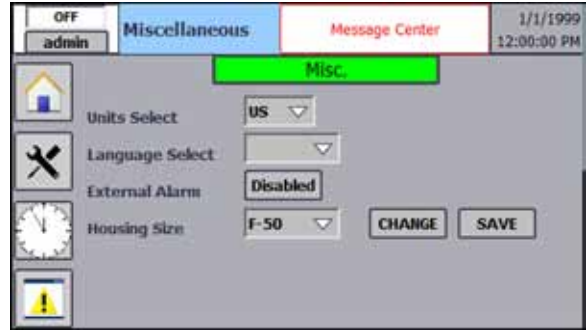 OFF
admin
Miscellaneous
Message Center
1/1/1999
12:00:00 PM
Misc.
Units Select
US
Language Select
External Alarm
Disabled
Housing Size
F-50
CHANGE
SAVE